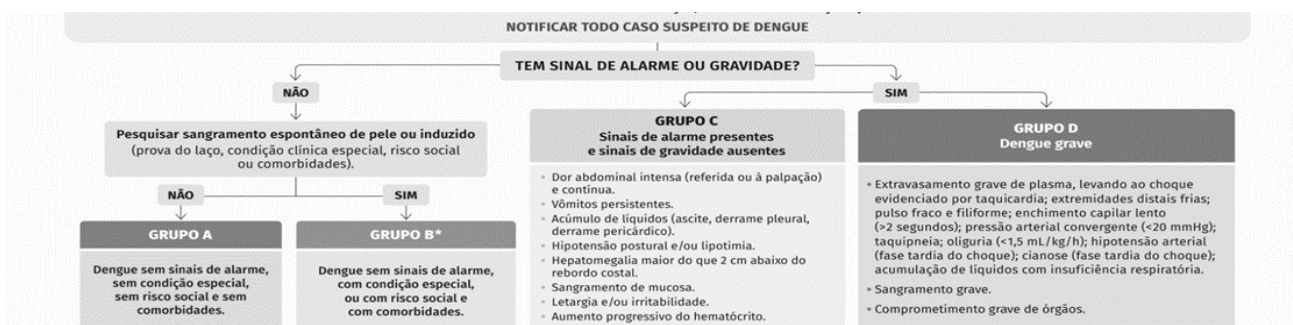 NOTIFICAR TODO CASO SUSPEITO DE DENGUE
TEM SINAL DE ALARME OU GRAVIDADE?
NÃO
SIM
Pesquisar sangramento espontâneo de pele ou induzido
(prova do laço, condição clínica especial, risco social
ou comorbidades).
NÃO
SIM
GRUPO A
Dengue sem sinais de alarme,
sem condição especial,
sem risco social e sem
comorbidades.
GRUPO B*
Dengue sem sinais de alarme,
com condição especial,
ou com risco social e
com comorbidades.
GRUPO C
Sinais de alarme presentes
e sinais de gravidade ausentes
• Dor abdominal intensa (referida ou à palpação)
e contínua.
• Vômitos persistentes.
• Acúmulo de líquidos (ascite, derrame pleural,
derrame pericárdico).
• Hipotensão postural e/ou lipotimia.
• Hepatomegalia maior do que 2 cm abaixo do
rebordo costal.
• Sangramento de mucosa.
• Letargia e/ou irritabilidade.
• Aumento progressivo do hematócrito.
GRUPO D
Dengue grave
• Extravasamento grave de plasma, levando ao choque
evidenciado por taquicardia; extremidades distais frias;
pulso fraco e filiforme; enchimento capilar lento
(>2 segundos); pressão arterial convergente (<20 mmHg);
taquipneia; oliguria (<1,5 mL/kg/h); hipotensão arterial
(fase tardia do choque); cianose (fase tardia do choque);
acumulação de líquidos com insuficiência respiratória.
• Sangramento grave.
• Comprometimento grave de órgãos.